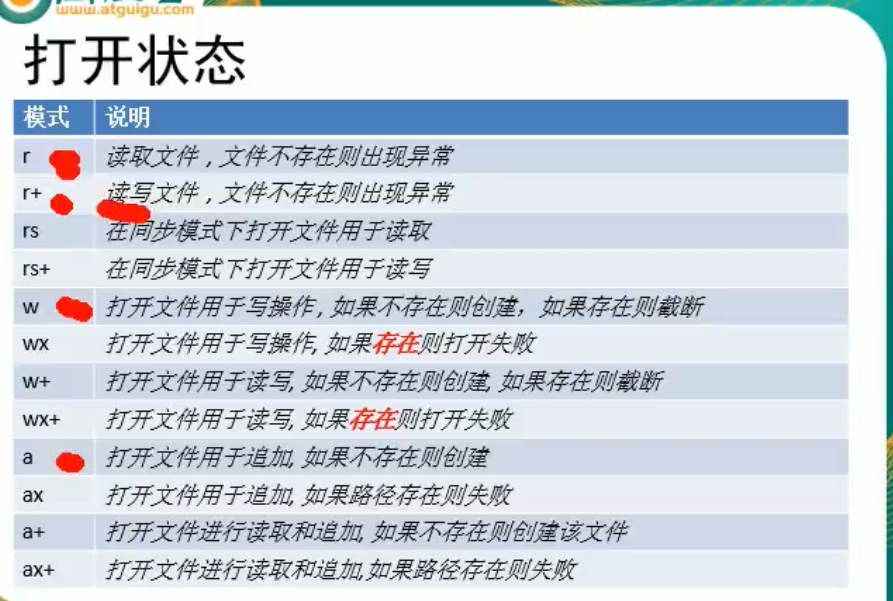 www.atguigu.com
打开状态
模式 说明
r 读取文件，文件不存在则出现异常
r+ 读写文件，文件不存在则出现异常
rs 在同步模式下打开文件用于读取
rs+ 在同步模式下打开文件用于读写
w 打开文件用于写操作，如果不存在则创建，如果存在则截断
wx 打开文件用于写操作, 如果存在则打开失败
w+ 打开文件用于读写, 如果不存在则创建, 如果存在则截断
wx+ 打开文件用于读写, 如果存在则打开失败
a 打开文件用于追加, 如果不存在则创建
ax 打开文件用于追加, 如果路径存在则失败
a+ 打开文件进行读取和追加, 如果不存在则创建该文件
ax+ 打开文件进行读取和追加,如果路径存在则失败